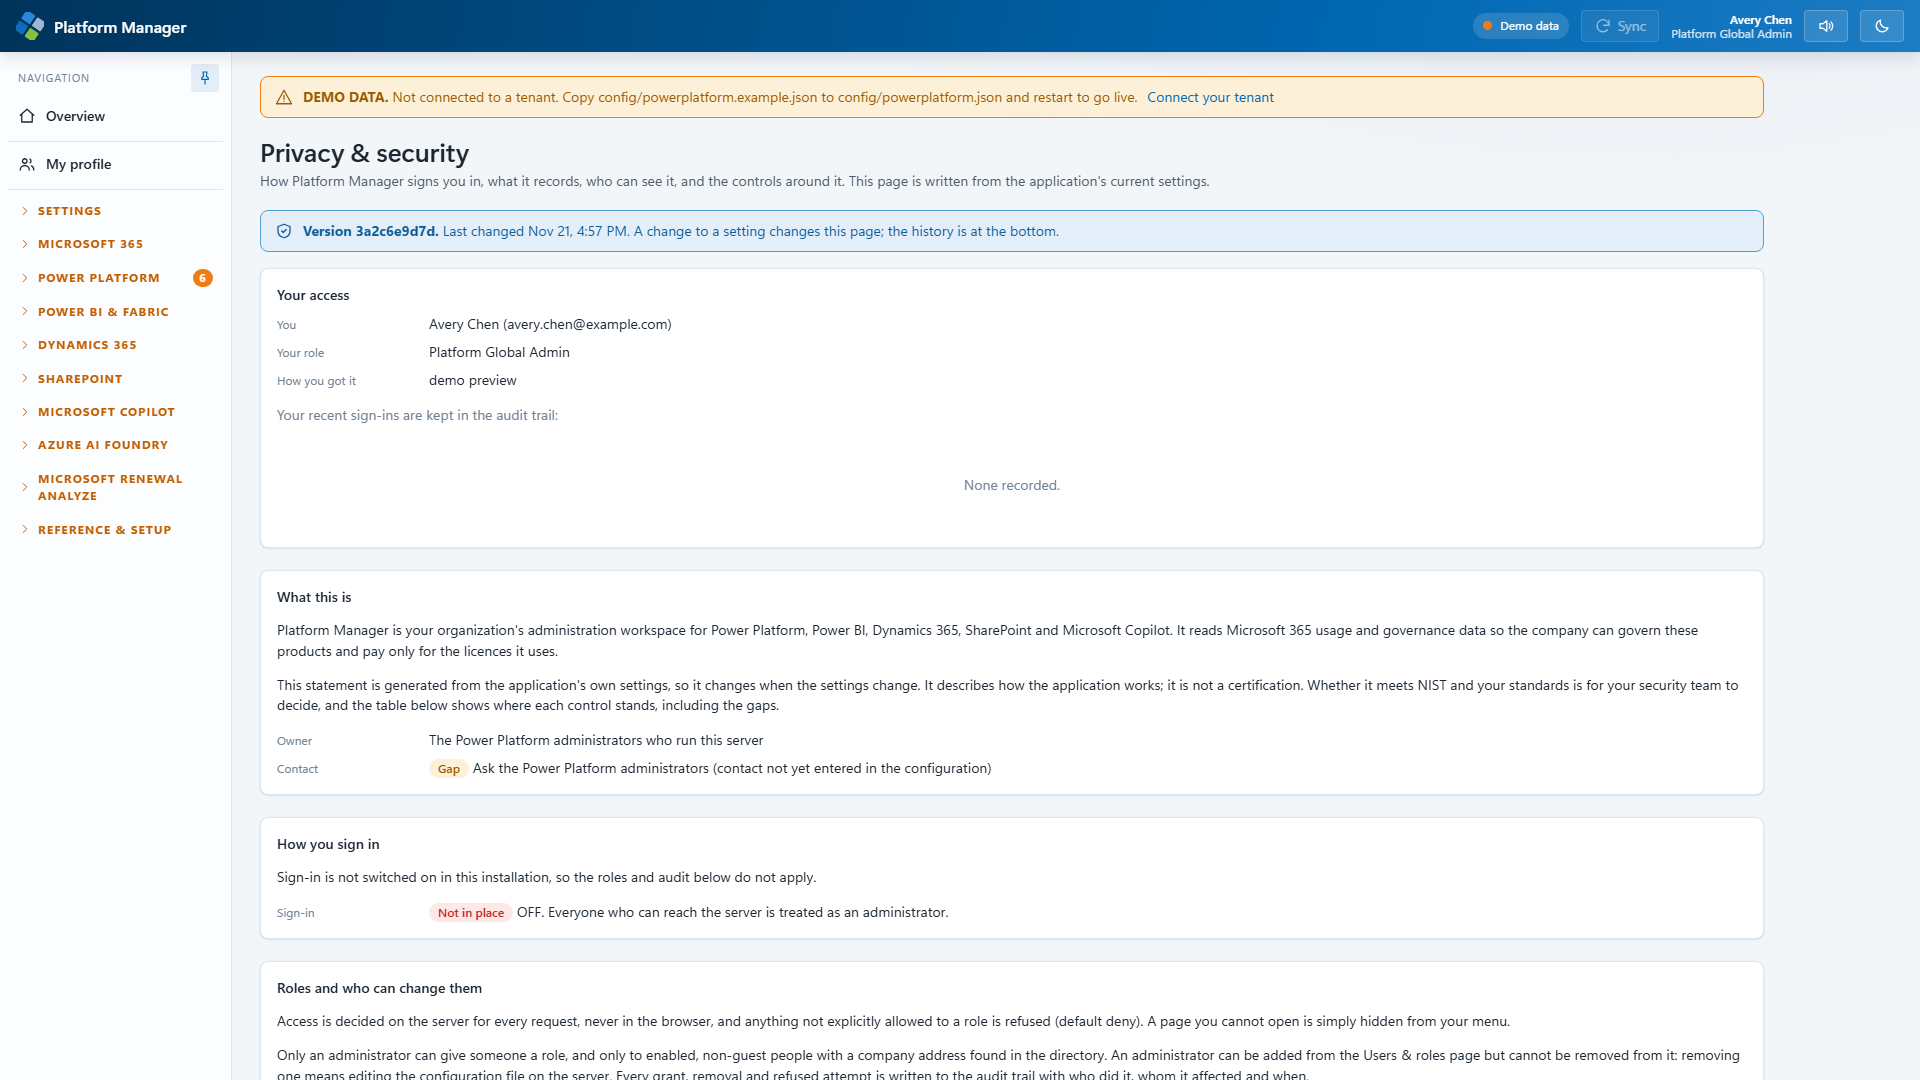 Platform Manager
Demo data
Sync
Avery Chen
Platform Global Admin
NAVIGATION
Overview
My profile
SETTINGS
MICROSOFT 365
POWER PLATFORM
6
POWER BI & FABRIC
DYNAMICS 365
SHAREPOINT
MICROSOFT COPILOT
AZURE AI FOUNDRY
MICROSOFT RENEWAL
ANALYZE
REFERENCE & SETUP
DEMO DATA. Not connected to a tenant. Copy config/powerplatform.example.json to config/powerplatform.json and restart to go live. Connect your tenant
Privacy & security
How Platform Manager signs you in, what it records, who can see it, and the controls around it. This page is written from the application's current settings.
Version 3a2c6e9d7d. Last changed Nov 21, 4:57 PM. A change to a setting changes this page; the history is at the bottom.
Your access
You Avery Chen (avery.chen@example.com)
Your role Platform Global Admin
How you got it demo preview
Your recent sign-ins are kept in the audit trail:
None recorded.
What this is
Platform Manager is your organization's administration workspace for Power Platform, Power BI, Dynamics 365, SharePoint and Microsoft Copilot. It reads Microsoft 365 usage and governance data so the company can govern these
products and pay only for the licences it uses.
This statement is generated from the application's own settings, so it changes when the settings change. It describes how the application works; it is not a certification. Whether it meets NIST and your standards is for your security team to
decide, and the table below shows where each control stands, including the gaps.
Owner The Power Platform administrators who run this server
Contact Gap Ask the Power Platform administrators (contact not yet entered in the configuration)
How you sign in
Sign-in is not switched on in this installation, so the roles and audit below do not apply.
Sign-in Not in place OFF. Everyone who can reach the server is treated as an administrator.
Roles and who can change them
Access is decided on the server for every request, never in the browser, and anything not explicitly allowed to a role is refused (default deny). A page you cannot open is simply hidden from your menu.
Only an administrator can give someone a role, and only to enabled, non-guest people with a company address found in the directory. An administrator can be added from the Users & roles page but cannot be removed from it: removing
one means editing the configuration file on the server. Every grant, removal and refused attempt is written to the audit trail with who did it, whom it affected and when.